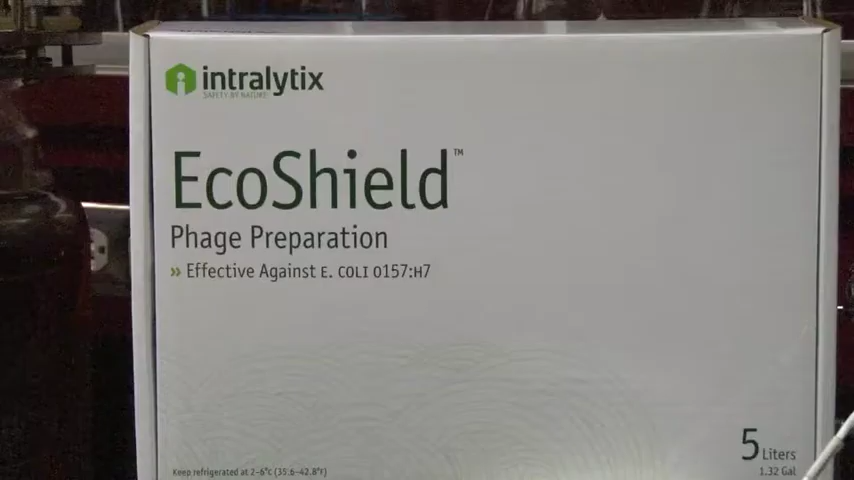 intralytix
SAFETY BY NATURE
EcoShield™
Phage Preparation
» Effective Against E. COLI O157:H7
5 Liters
1.32 Gal
Keep refrigerated at 2-6°C (35.6-42.8°F)